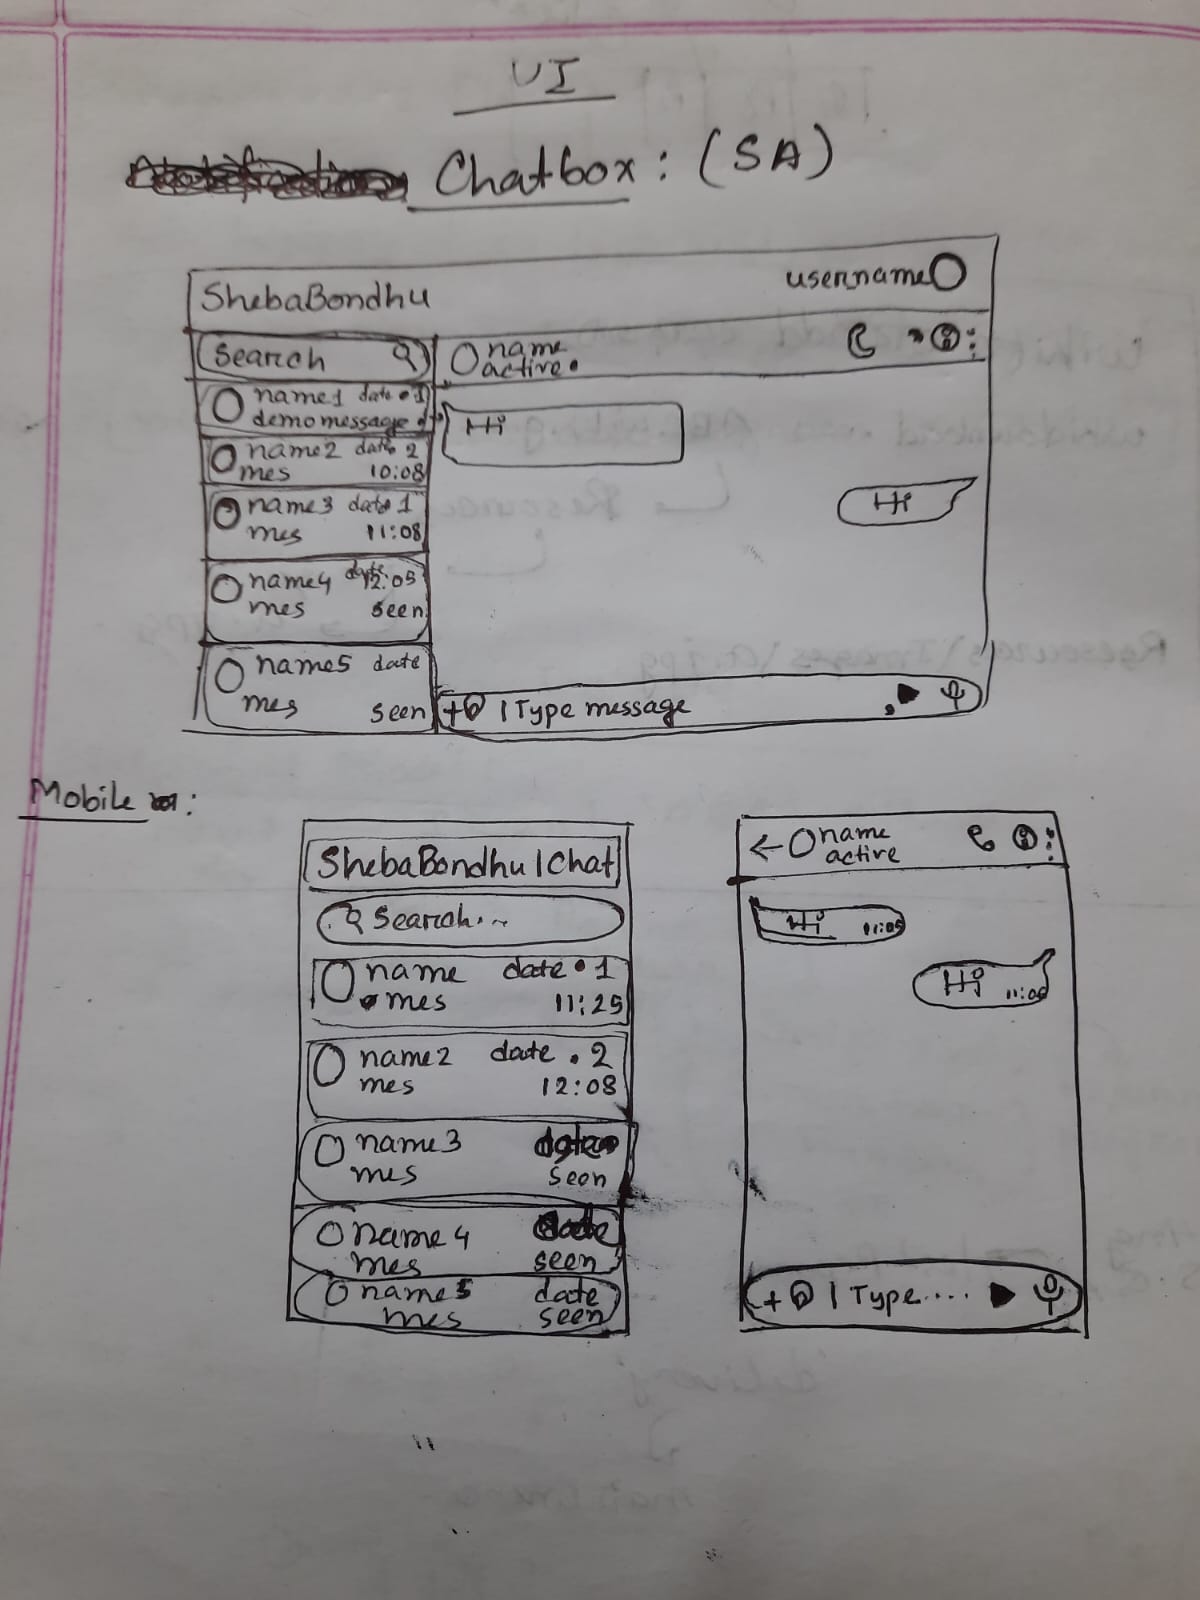 UI
Chatbox: (SA)
ShebaBondhu
username
Search
name
active
name1 date 1
demo message
Hi
name2 date 2
mes 10:08
Hi
name3 date 1
mes 11:08
name4 date 12:05
mes seen
name5 date
mes seen
+ | Type message
Mobile :
ShebaBondhu | Chat
Search...
name date 1
mes 11:25
name2 date . 2
mes 12:08
name3 date
mes seen
name4 date
mes seen
name5 date
mes seen
← name
active
Hi 11:05
Hi 11:06
+ | Type....